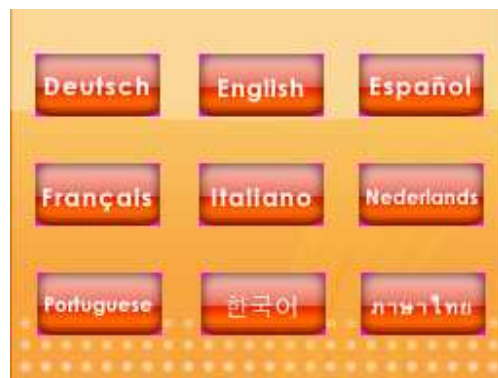 Deutsch
English
Español
Français
Italiano
Nederlands
Portuguese
한국어
ภาษาไทย